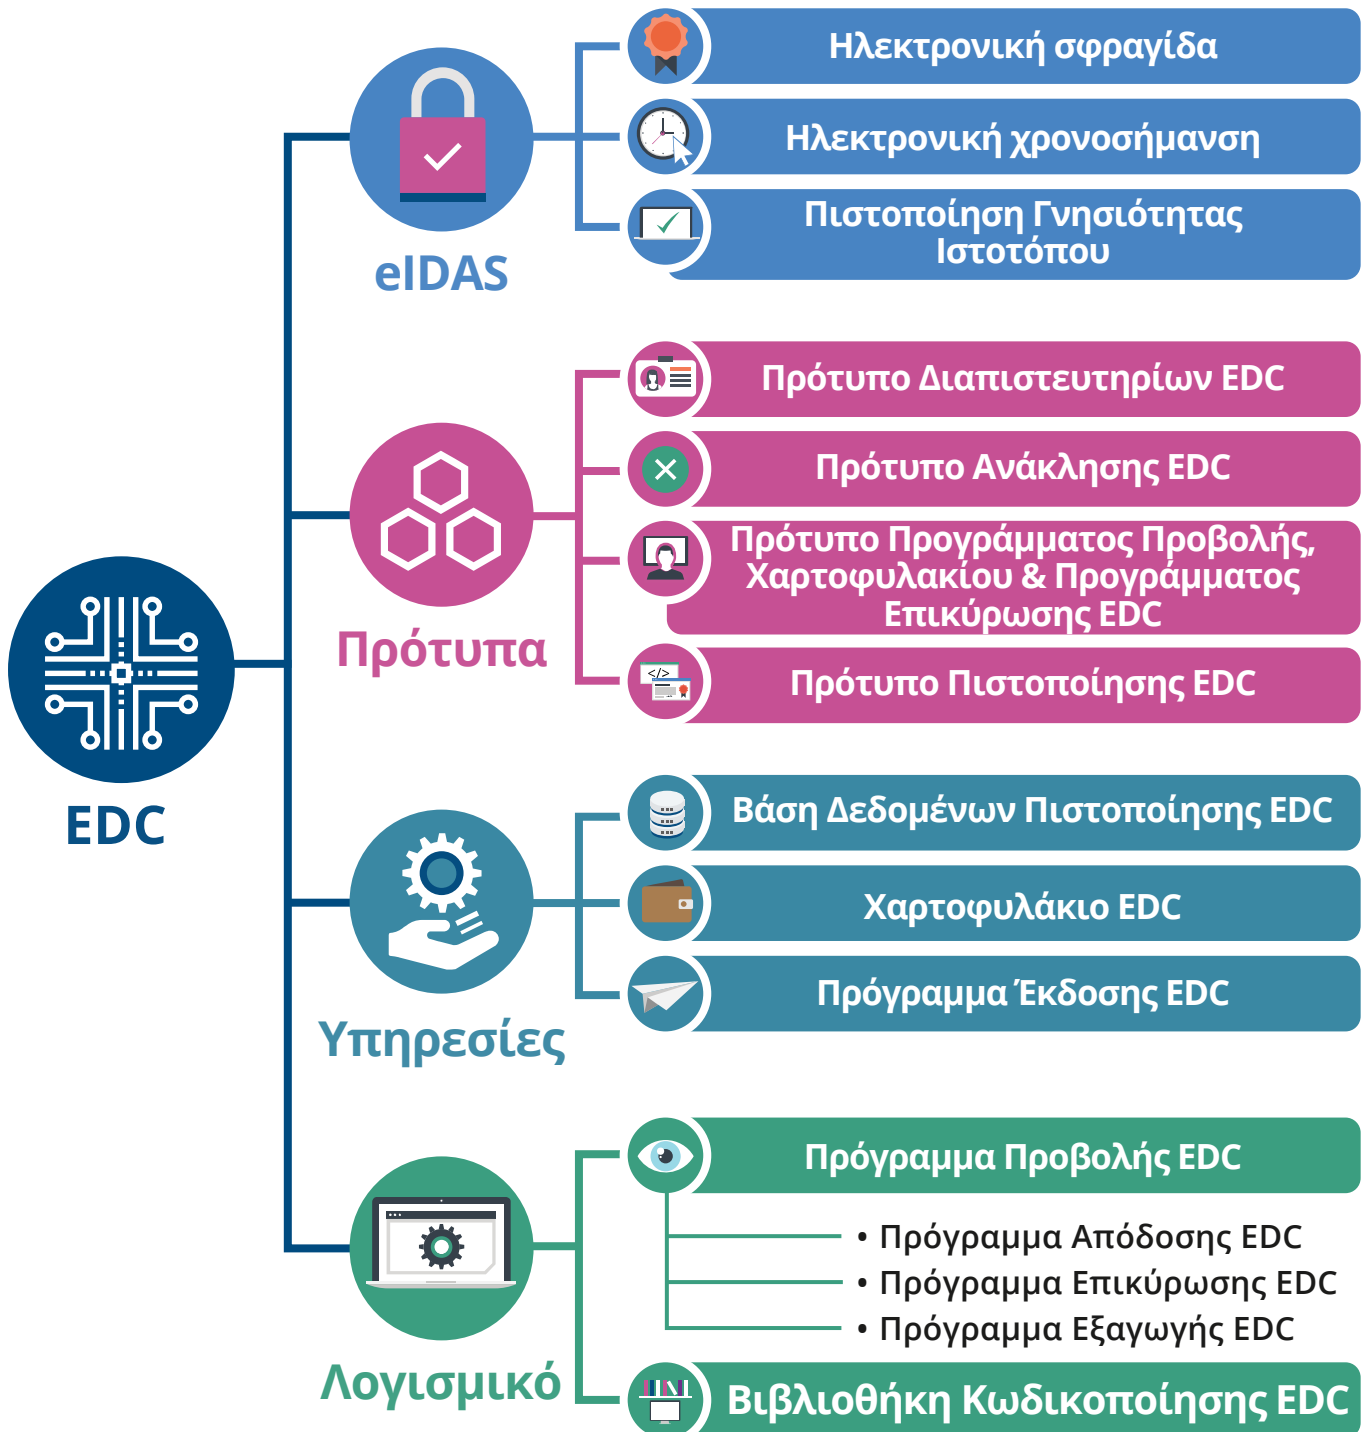 Ηλεκτρονική σφραγίδα
Ηλεκτρονική χρονοσήμανση
Πιστοποίηση Γνησιότητας
Ιστοτόπου
eIDAS
Πρότυπο Διαπιστευτηρίων EDC
Πρότυπο Ανάκλησης EDC
Πρότυπο Προγράμματος Προβολής,
Χαρτοφυλακίου & Προγράμματος
Επικύρωσης EDC
</>
Πρότυπο Πιστοποίησης EDC
Πρότυπα
EDC
Βάση Δεδομένων Πιστοποίησης EDC
Χαρτοφυλάκιο EDC
Πρόγραμμα Έκδοσης EDC
Υπηρεσίες
Πρόγραμμα Προβολής EDC
• Πρόγραμμα Απόδοσης EDC
• Πρόγραμμα Επικύρωσης EDC
• Πρόγραμμα Εξαγωγής EDC
Λογισμικό
Βιβλιοθήκη Κωδικοποίησης EDC